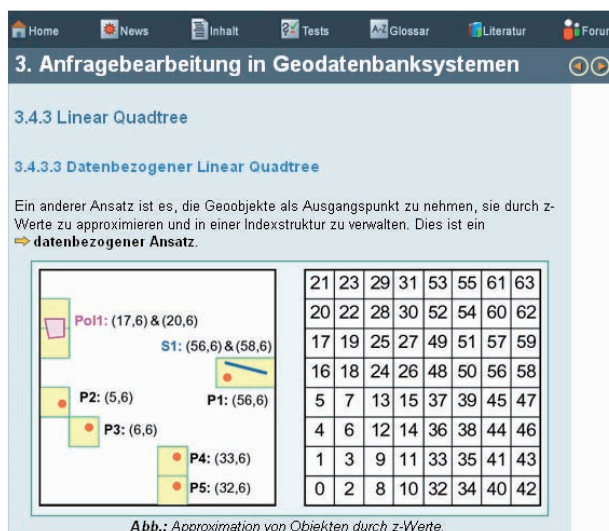 Home News Inhalt Tests Glossar Literatur Forum
3. Anfragebearbeitung in Geodatenbanksystemen
3.4.3 Linear Quadtree
3.4.3.3 Datenbezogener Linear Quadtree
Ein anderer Ansatz ist es, die Geoobjekte als Ausgangspunkt zu nehmen, sie durch z-
Werte zu approximieren und in einer Indexstruktur zu verwalten. Dies ist ein
datenbezogener Ansatz.
Pol1: (17,6) & (20,6)
S1: (56,6) & (58,6)
P2: (5,6) P1: (56,6)
P3: (6,6)
P4: (33,6)
P5: (32,6)
21 23 29 31 53 55 61 63
20 22 28 30 52 54 60 62
17 19 25 27 49 51 57 59
16 18 24 26 48 50 56 58
5 7 13 15 37 39 45 47
4 6 12 14 36 38 44 46
1 3 9 11 33 35 41 43
0 2 8 10 32 34 40 42
Abb.: Approximation von Objekten durch z-Werte.